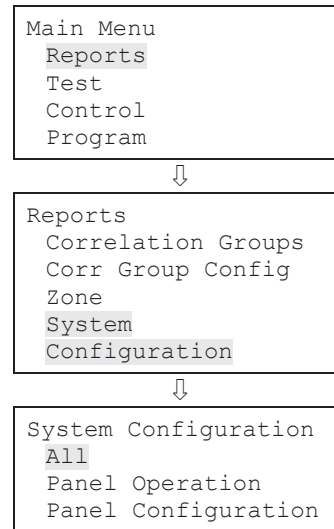 Main Menu
Reports
Test
Control
Program
⇩
Reports
Correlation Groups
Corr Group Config
Zone
System
Configuration
⇩
System Configuration
All
Panel Operation
Panel Configuration